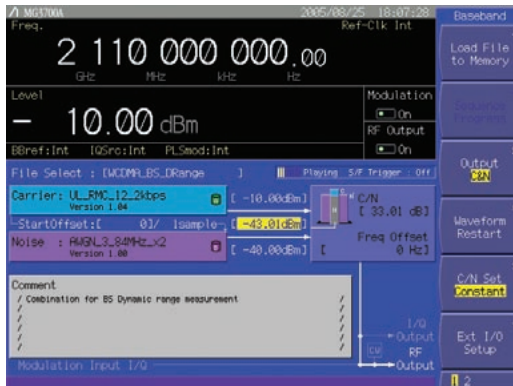 MG3700A 2005/08/25 18:07:28
Freq. Ref-Clk Int
2 110 000 000.00
GHz MHz kHz Hz
Level
- 10.00 dBm
Modulation
On
RF Output
On
BBref:Int IQSrc:Int PLSmod:Int
File Select : [WCDMA_BS_DRange ] Playing S/F Trigger : Off
Carrier: UL_RMC_12_2kbps [ -10.00dBm]
Version 1.04
C/N
[ 33.01 dB]
StartOffset:[ 0]/ 1sample [ -43.01dBm]
Noise : AWGN_3_84MHz_x2 [ -40.00dBm]
Version 1.00
Freq Offset
[ 0 Hz]
Comment
/ Combination for BS Dynamic range measurement /
/ /
/ /
/ /
/ /
I/Q
Output
CW RF
Output
Modulation Input I/Q
Baseband
Load File
to Memory
Sequence
Output
C&N
Waveform
Restart
C/N Set
Constant
Ext I/O
Setup
1 2